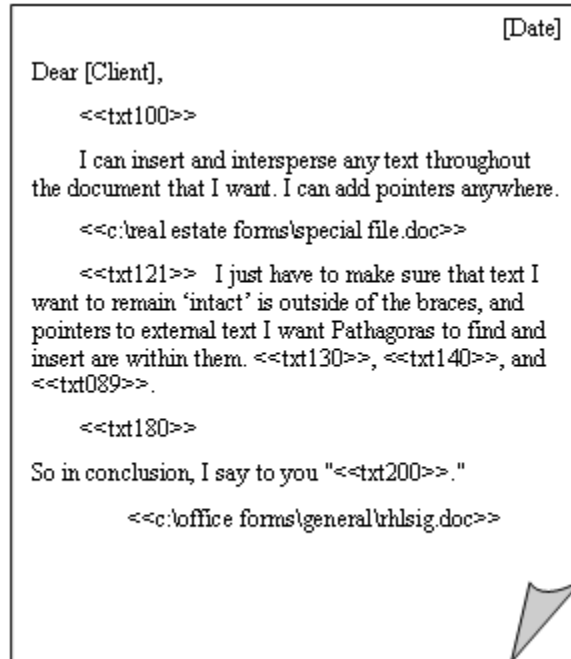 [Date]
Dear [Client],
<<txt100>>
I can insert and intersperse any text throughout
the document that I want. I can add pointers anywhere.
<<c:\real estate forms\special file.doc>>
<<txt121>>   I just have to make sure that text I
want to remain ‘intact’ is outside of the braces, and
pointers to external text I want Pathagoras to find and
insert are within them. <<txt130>>, <<txt140>>, and
<<txt089>>.
<<txt180>>
So in conclusion, I say to you "<<txt200>>."
<<c:\office forms\general\rhlsig.doc>>